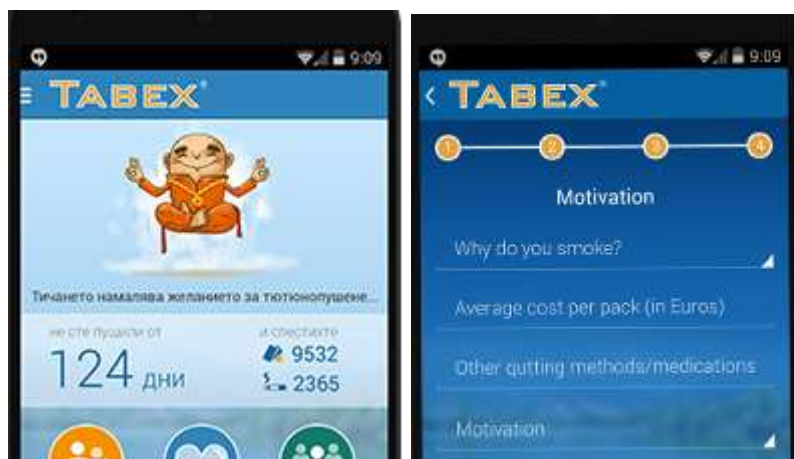 9:09
TABEX®
Тичането намалява желанието за тютюнопушене...
не сте пушили от
124 дни
и спестихте
9532
2365
9:09
TABEX®
1 2 3 4
Motivation
Why do you smoke?
Average cost per pack (in Euros)
Other qutting methods/medications
Motivation